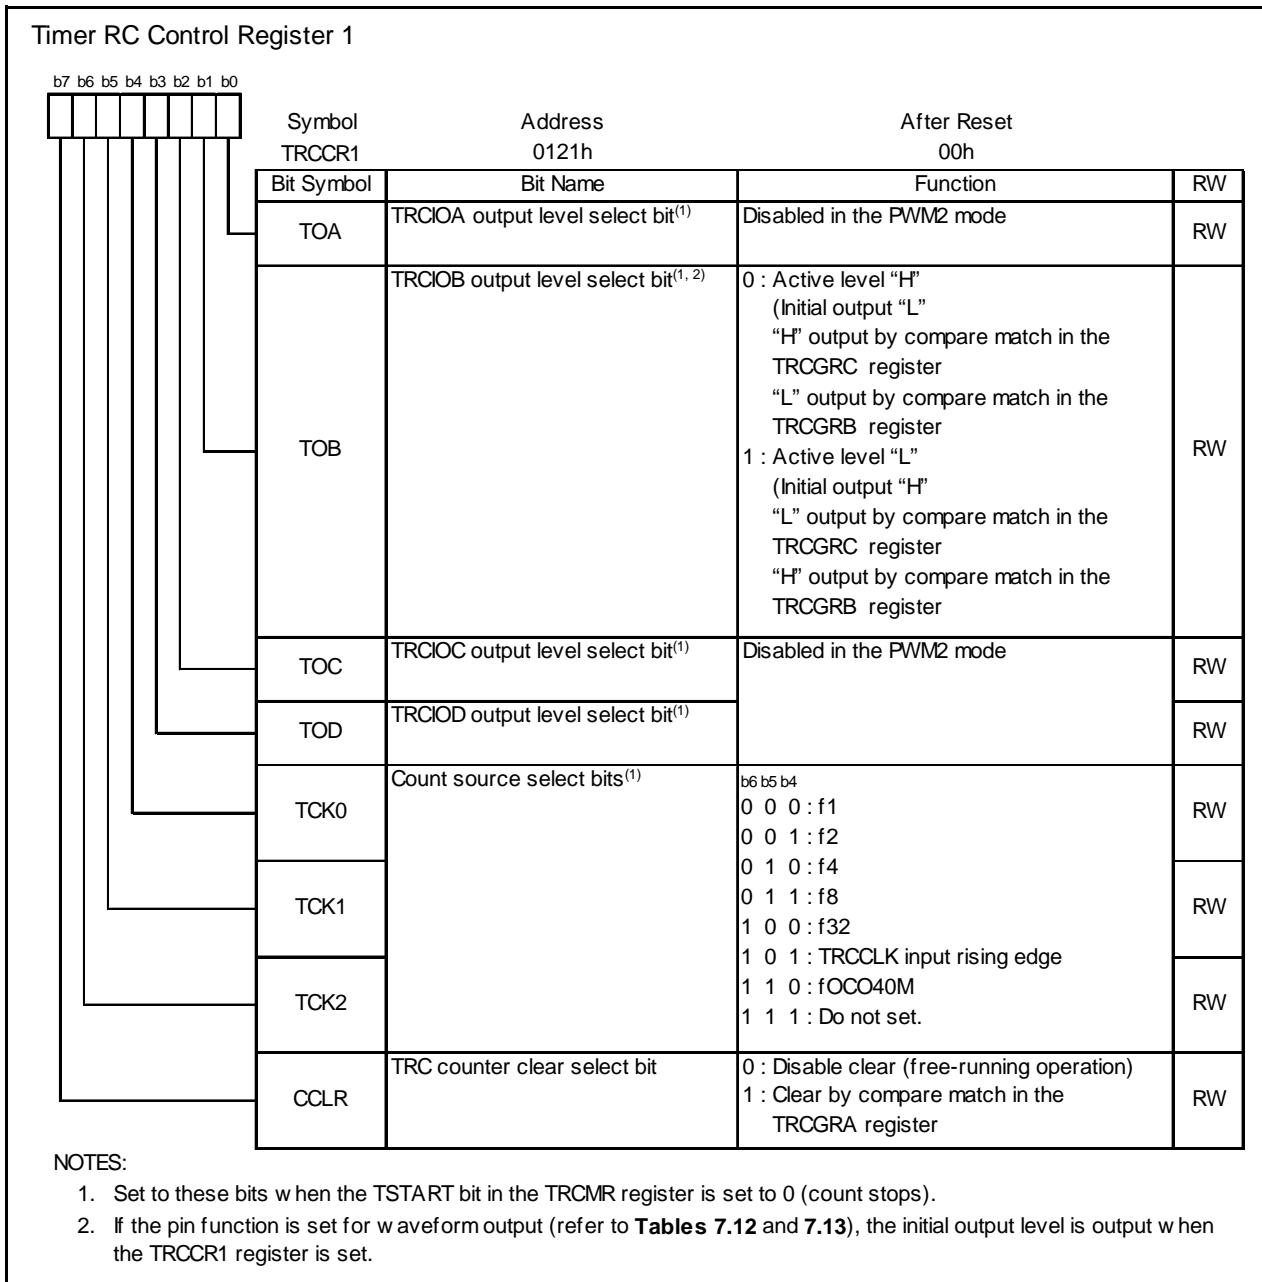 Timer RC Control Register 1
b7 b6 b5 b4 b3 b2 b1 b0
Symbol Address After Reset
TRCCR1 0121h 00h
Bit Symbol Bit Name Function RW
TOA TRCIOA output level select bit(1) Disabled in the PWM2 mode RW
TOB TRCIOB output level select bit(1, 2) 0 : Active level “H”
(Initial output “L”
“H” output by compare match in the
TRCGRC register
“L” output by compare match in the
TRCGRB register
1 : Active level “L”
(Initial output “H”
“L” output by compare match in the
TRCGRC register
“H” output by compare match in the
TRCGRB register
RW
TOC TRCIOC output level select bit(1) Disabled in the PWM2 mode RW
TOD TRCIOD output level select bit(1) RW
TCK0 Count source select bits(1) b6 b5 b4
0 0 0 : f1
0 0 1 : f2
RW
0 1 0 : f4
TCK1 0 1 1 : f8 RW
1 0 0 : f32
1 0 1 : TRCCLK input rising edge
TCK2 1 1 0 : fOCO40M RW
1 1 1 : Do not set.
CCLR TRC counter clear select bit 0 : Disable clear (free-running operation)
1 : Clear by compare match in the
TRCGRA register
RW
NOTES:
1. Set to these bits when the TSTART bit in the TRCMR register is set to 0 (count stops).
2. If the pin function is set for waveform output (refer to Tables 7.12 and 7.13), the initial output level is output when
the TRCCR1 register is set.